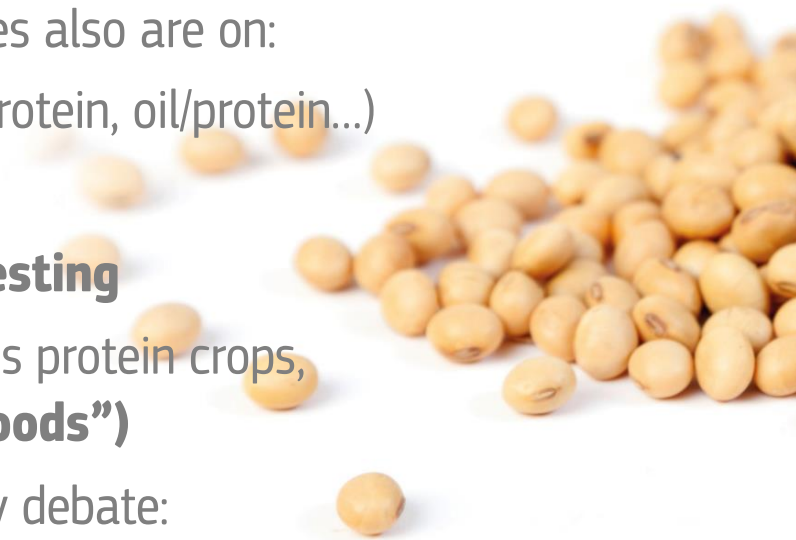 es also are on:
rotein, oil/protein...)
esting
s protein crops,
oods”)
y debate: